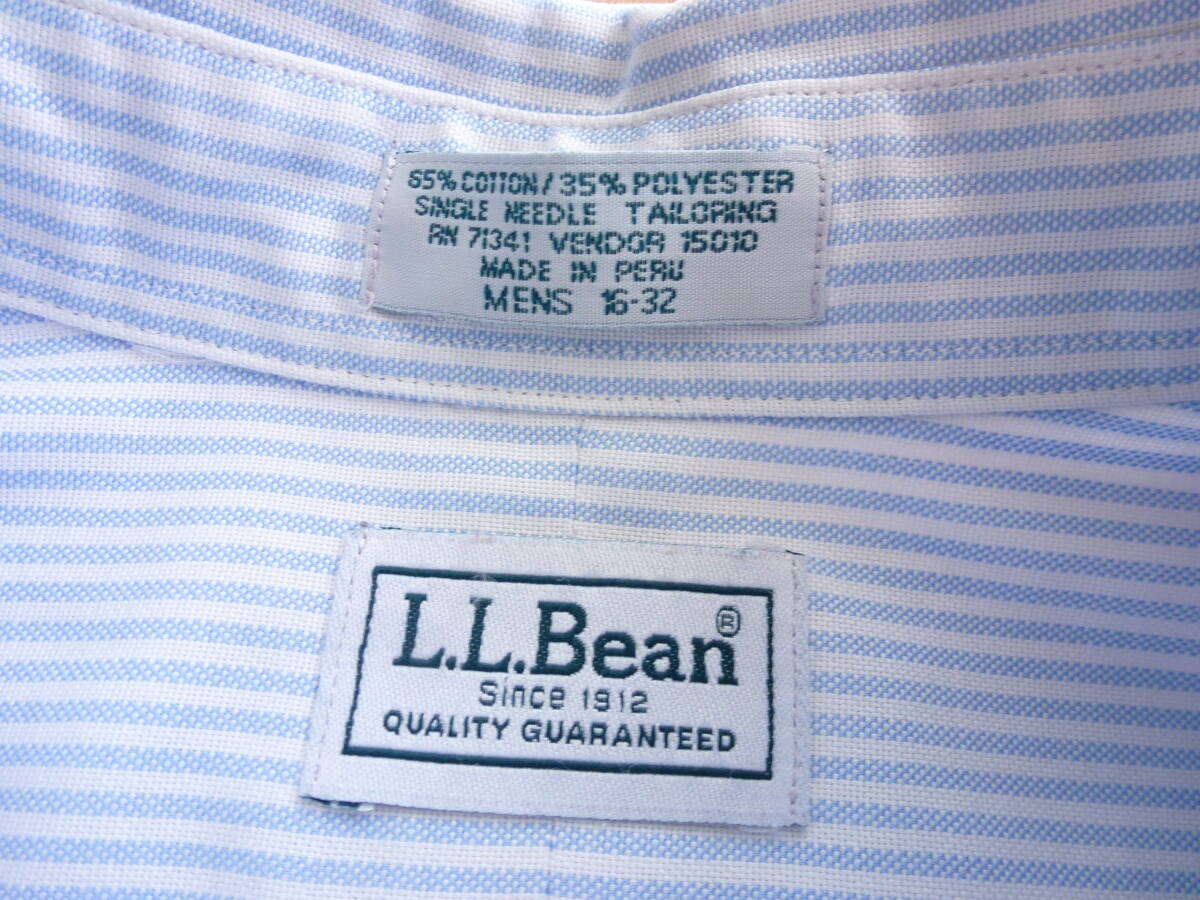 65% COTTON / 35% POLYESTER
SINGLE NEEDLE TAILORING
RN 71341 VENDOR 15010
MADE IN PERU
MENS 16-32
L.L.Bean®
Since 1912
QUALITY GUARANTEED